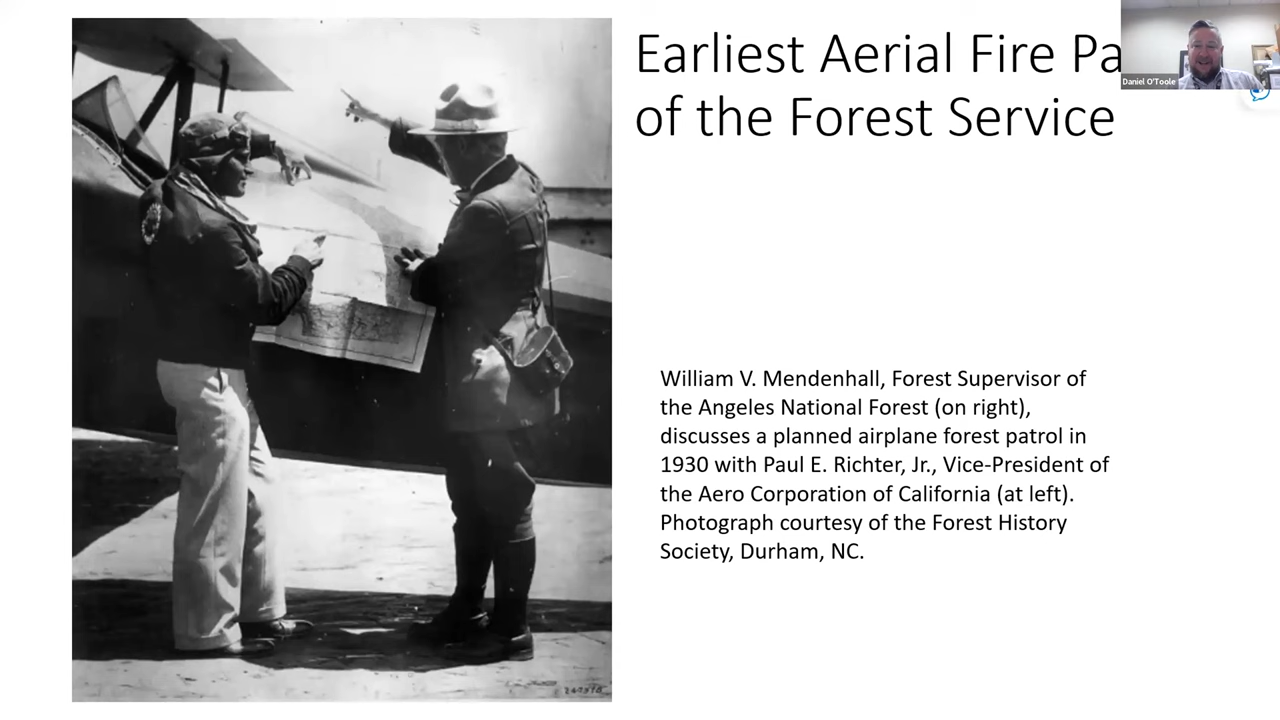 Earliest Aerial Fire Pa
of the Forest Service
Daniel O'Toole
William V. Mendenhall, Forest Supervisor of
the Angeles National Forest (on right),
discusses a planned airplane forest patrol in
1930 with Paul E. Richter, Jr., Vice-President of
the Aero Corporation of California (at left).
Photograph courtesy of the Forest History
Society, Durham, NC.